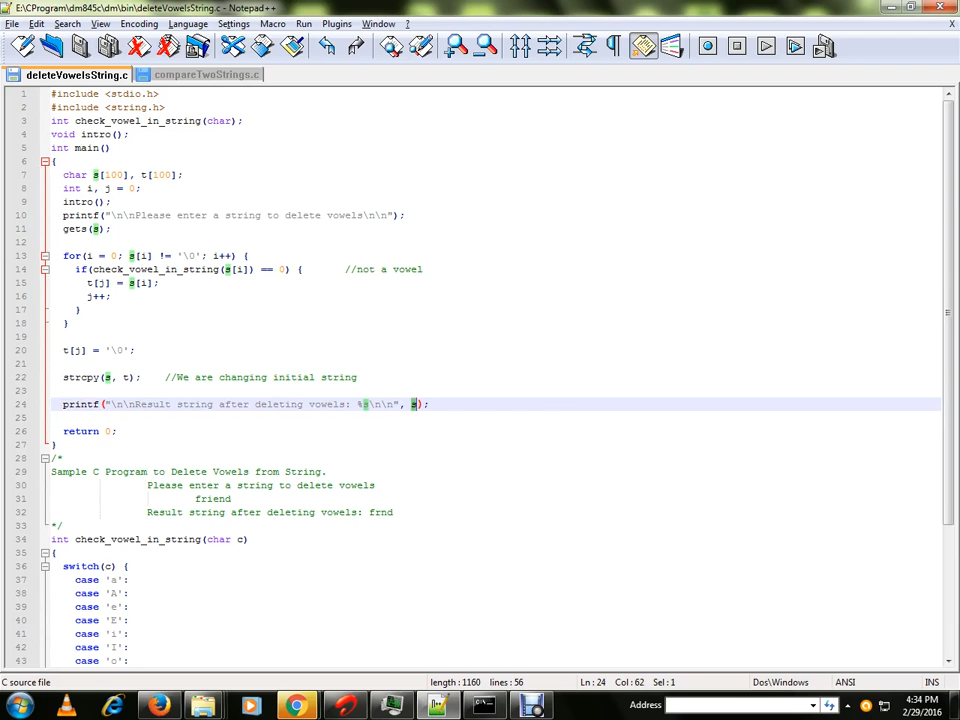 E:\CProgram\dm845c\dm\bin\deleteVowelsString.c - Notepad++
File Edit Search View Encoding Language Settings Macro Run Plugins Window ? X
deleteVowelsString.c compareTwoStrings.c
1 #include <stdio.h>
2 #include <string.h>
3 int check_vowel_in_string(char);
4 void intro();
5 int main()
6 {
7 char s[100], t[100];
8 int i, j = 0;
9 intro();
10 printf("\n\nPlease enter a string to delete vowels\n\n");
11 gets(s);
12
13 for(i = 0; s[i] != '\0'; i++) {
14 if(check_vowel_in_string(s[i]) == 0) { //not a vowel
15 t[j] = s[i];
16 j++;
17 }
18 }
19
20 t[j] = '\0';
21
22 strcpy(s, t); //We are changing initial string
23
24 printf("\n\nResult string after deleting vowels: %s\n\n", s);
25
26 return 0;
27 }
28 /*
29 Sample C Program to Delete Vowels from String.
30 Please enter a string to delete vowels
31 friend
32 Result string after deleting vowels: frnd
33 */
34 int check_vowel_in_string(char c)
35 {
36 switch(c) {
37 case 'a':
38 case 'A':
39 case 'e':
40 case 'E':
41 case 'i':
42 case 'I':
43 case 'o':
C source file length : 1160 lines : 56 Ln : 24 Col : 62 Sel : 1 Dos\Windows ANSI INS
Address
4:34 PM
2/29/2016